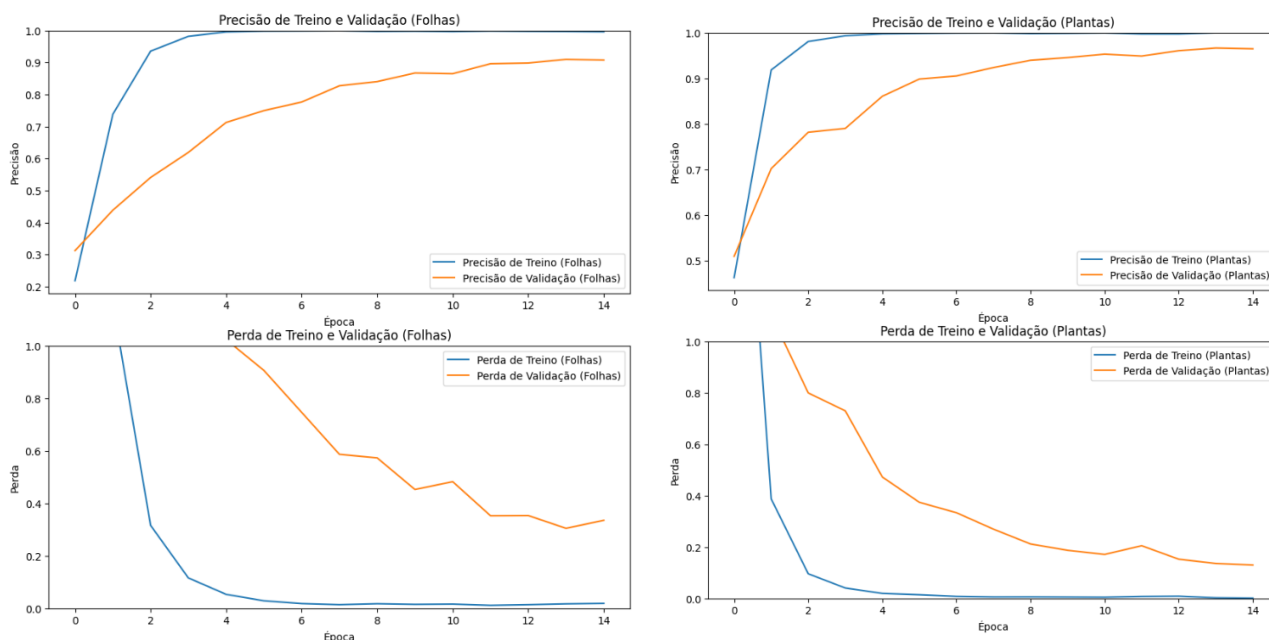 Precisão de Treino e Validação (Folhas)
1.0
0.9
0.8
0.7
0.6
0.5
0.4
0.3
0.2
Precisão
Precisão de Treino (Folhas)
Precisão de Validação (Folhas)
0 2 4 6 8 10 12 14
Época
Precisão de Treino e Validação (Plantas)
1.0
0.9
0.8
0.7
0.6
0.5
Precisão
Precisão de Treino (Plantas)
Precisão de Validação (Plantas)
0 2 4 6 8 10 12 14
Época
Perda de Treino e Validação (Folhas)
1.0
0.8
0.6
0.4
0.2
0.0
Perda
Perda de Treino (Folhas)
Perda de Validação (Folhas)
0 2 4 6 8 10 12 14
Época
Perda de Treino e Validação (Plantas)
1.0
0.8
0.6
0.4
0.2
0.0
Perda
Perda de Treino (Plantas)
Perda de Validação (Plantas)
0 2 4 6 8 10 12 14
Época